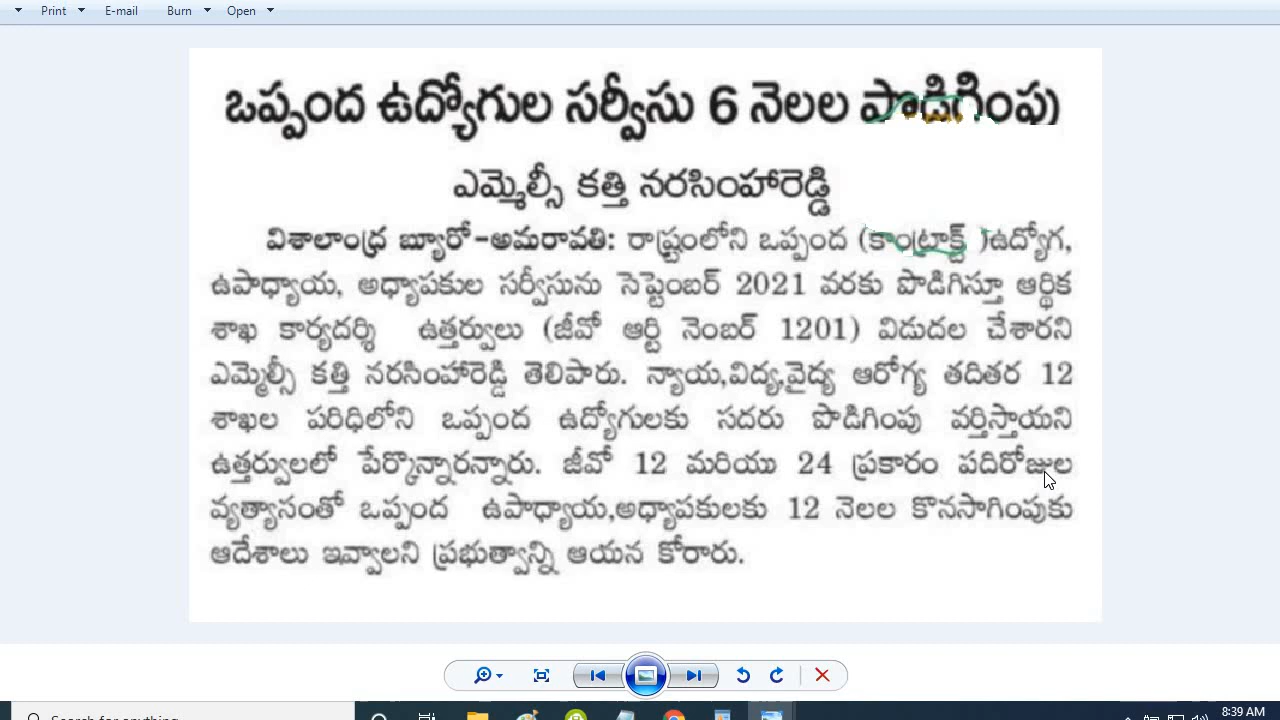 Print
E-mail
Burn
Open
ఒప్పంద ఉద్యోగుల సర్వీసు 6 నెలల పొడిగింపు
ఎమ్మెల్సీ కత్తి నరసింహారెడ్డి
విశాలాంధ్ర బ్యూరో-అమరావతి: రాష్ట్రంలోని ఒప్పంద (కాంట్రాక్ట్ )ఉద్యోగ,
ఉపాధ్యాయ, అధ్యాపకుల సర్వీసును సెప్టెంబర్ 2021 వరకు పొడిగిస్తూ ఆర్థిక
శాఖ కార్యదర్శి ఉత్తర్వులు (జీవో ఆర్టి నెంబర్ 1201) విడుదల చేశారని
ఎమ్మెల్సీ కత్తి నరసింహారెడ్డి తెలిపారు. న్యాయ,విద్య,వైద్య ఆరోగ్య తదితర 12
శాఖల పరిధిలోని ఒప్పంద ఉద్యోగులకు సదరు పొడిగింపు వర్తిస్తాయని
ఉత్తర్వులలో పేర్కొన్నారన్నారు. జీవో 12 మరియు 24 ప్రకారం పదిరోజుల
వ్యత్యాసంతో ఒప్పంద ఉపాధ్యాయ,అధ్యాపకులకు 12 నెలల కొనసాగింపుకు
ఆదేశాలు ఇవ్వాలని ప్రభుత్వాన్ని ఆయన కోరారు.
Search for anything
8:39 AM